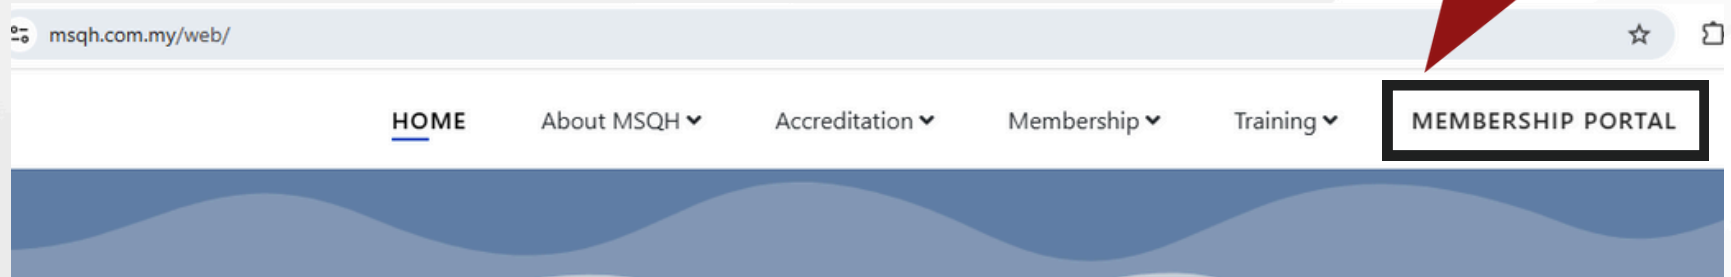 msqh.com.my/web/
HOME About MSQH Accreditation Membership Training MEMBERSHIP PORTAL